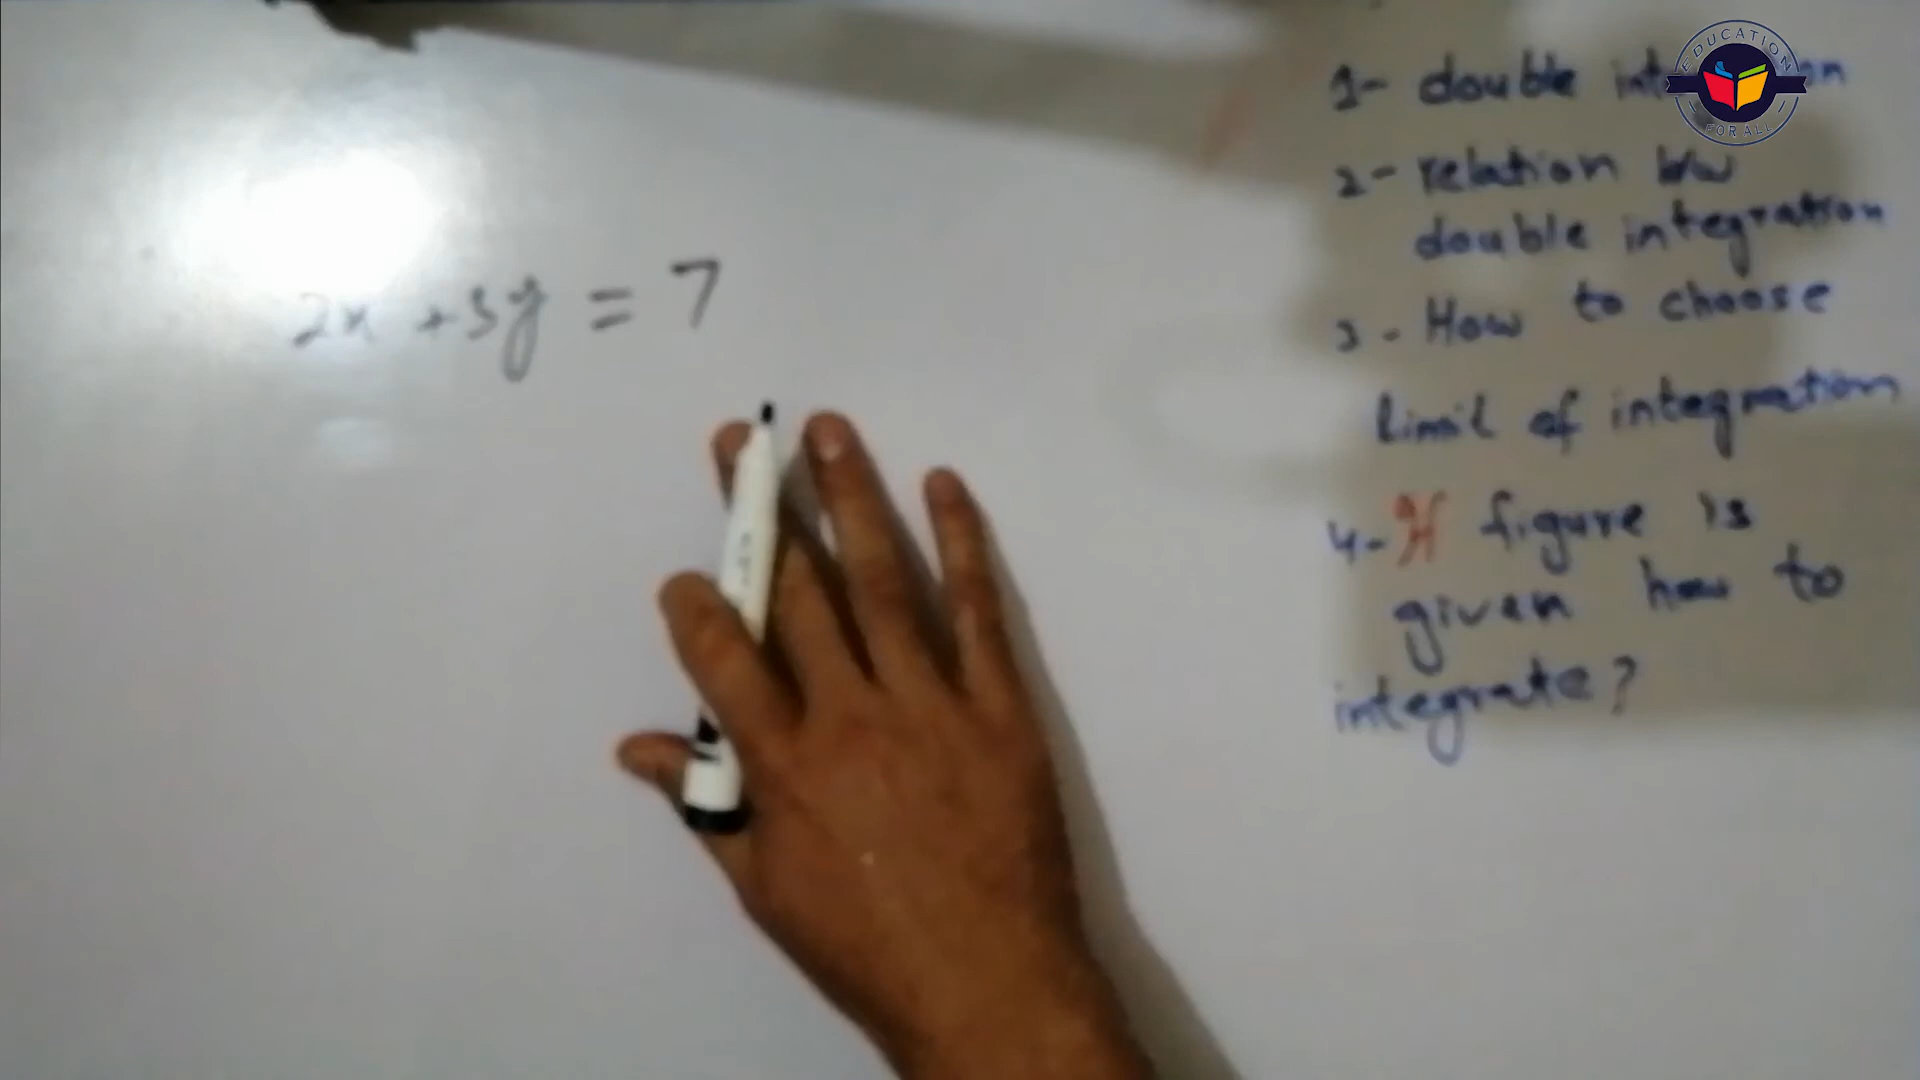 2x + 3y = 7
EDUCATION
FOR ALL
1- double
2- relation b/w
double integration
3 - How to choose
limit of integration
4- If figure is
given how to
integrate?